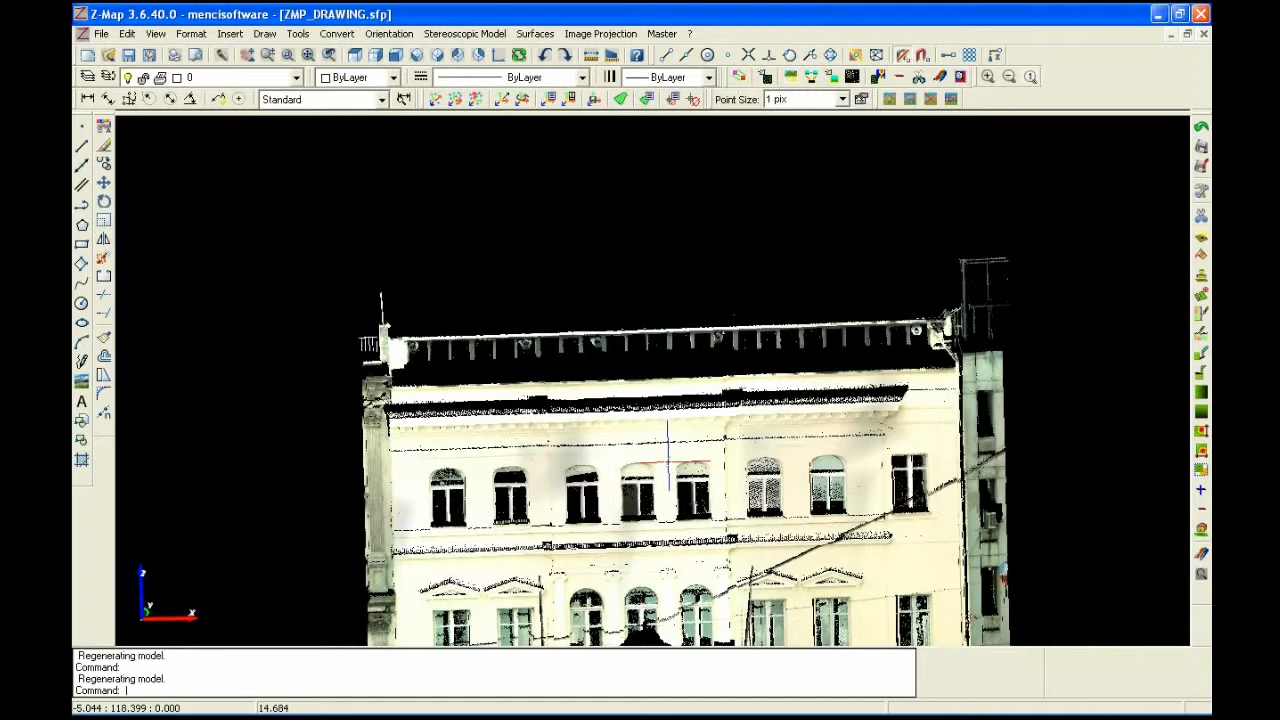 Z-Map 3.6.40.0 - mencisoftware - [ZMP_DRAWING.sfp]
File Edit View Format Insert Draw Tools Convert Orientation Stereoscopic Model Surfaces Image Projection Master ?
0 ByLayer ByLayer ByLayer
Standard Point Size: 1 pix
z
y x
Regenerating model.
Command:
Regenerating model.
Command:
-5.044 : 118.399 : 0.000 14.684